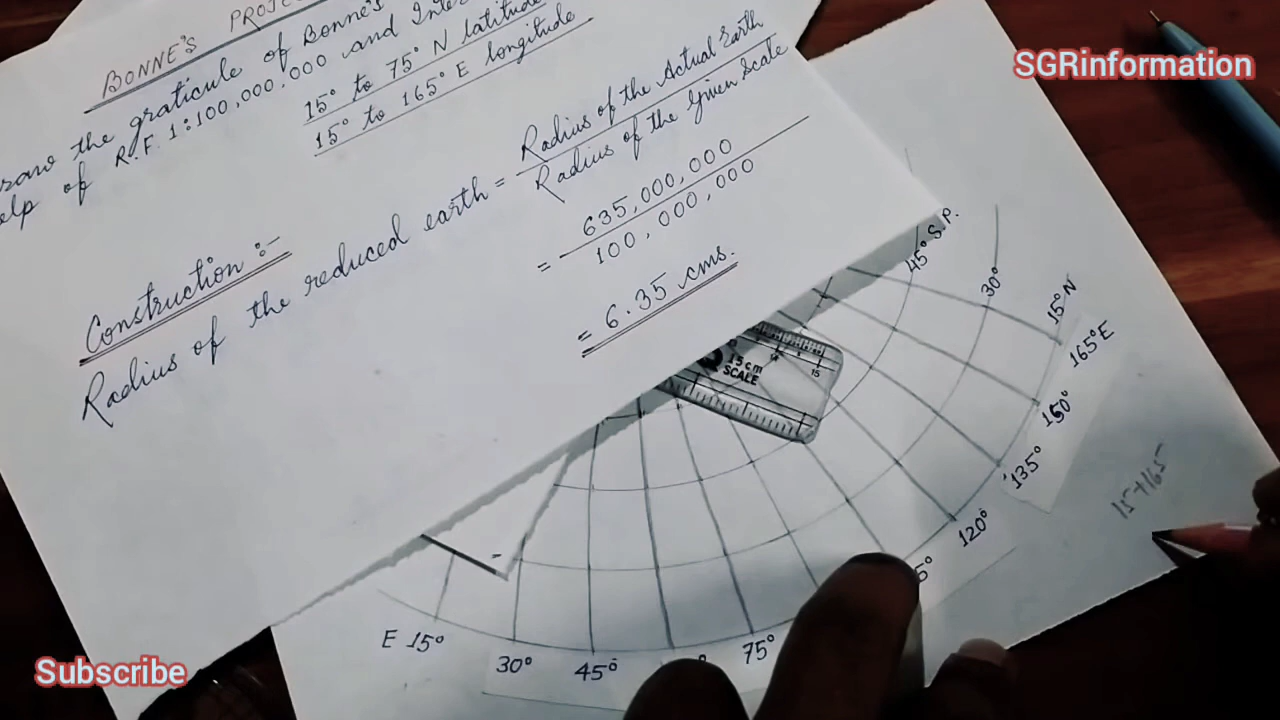 SGRinformation
BONNE'S
the graticule of Bonne's
of R.F. 1:100,000,000 and
15° to 75° N latitude
15° to 165° E longitude
Construction :-
Radius of the reduced earth = Radius of the Actual Earth
Radius of the Given Scale
= 635,000,000
100,000,000
= 6.35 cms.
45° S.P.
30°
15° N
165° E
150°
135°
120°
75°
45°
30°
E 15°
15 cm
SCALE
15
15+165
Subscribe